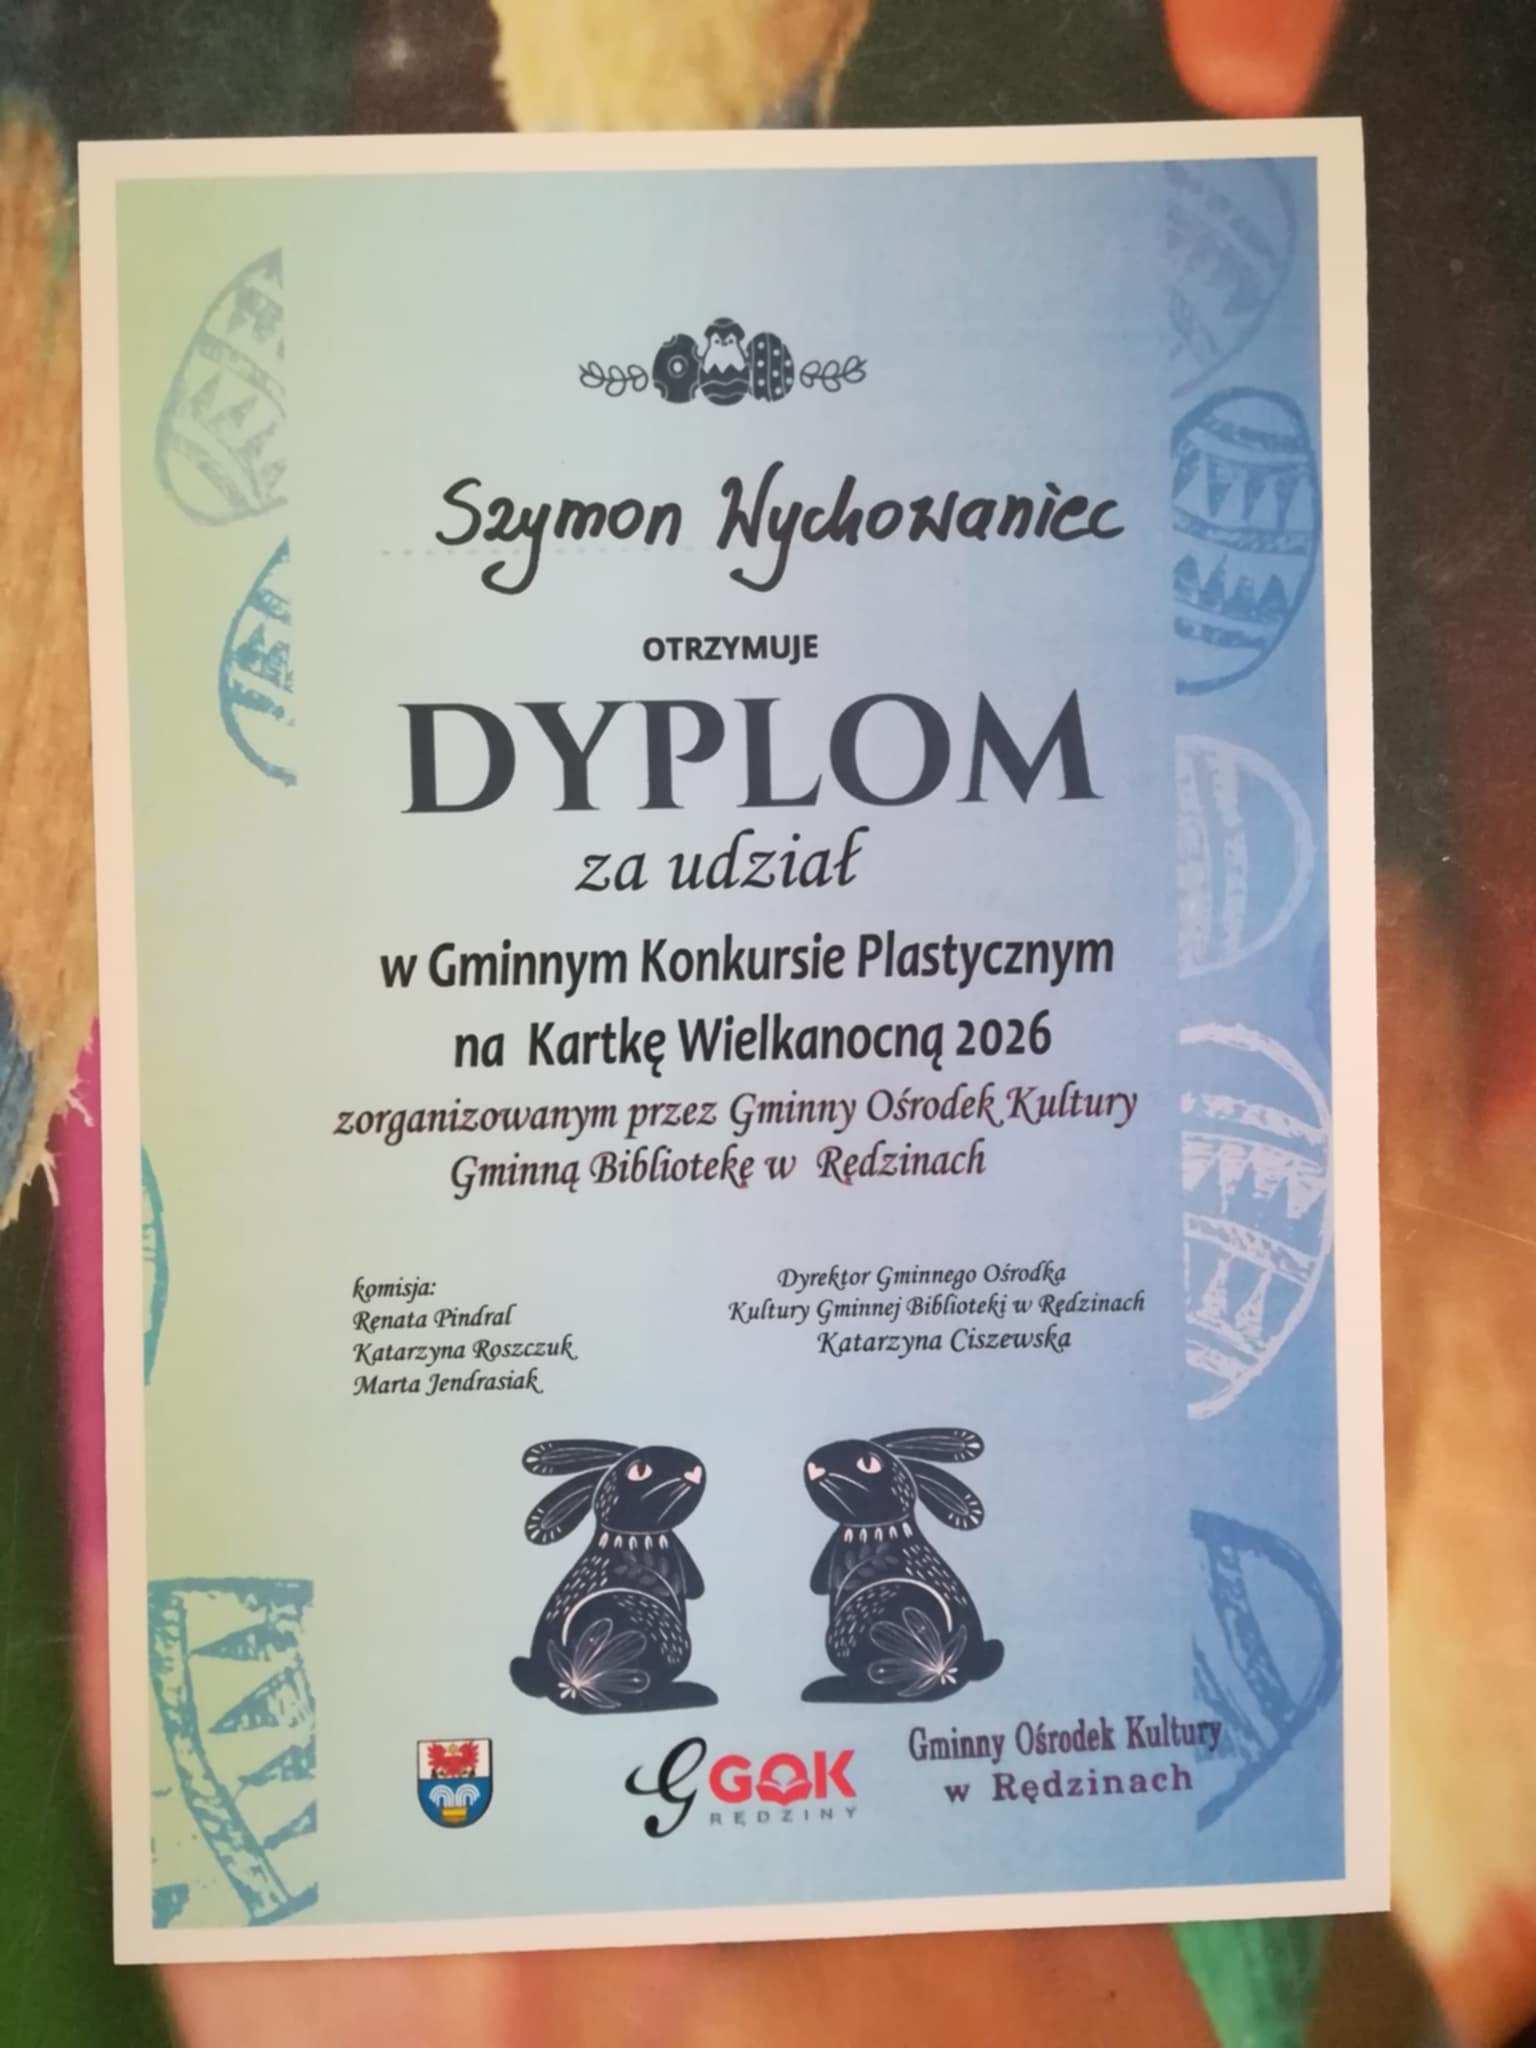 Szymon Wychowaniec
OTRZYMUJE
DYPLOM
za udział
w Gminnym Konkursie Plastycznym
na Kartkę Wielkanocną 2026
zorganizowanym przez Gminny Ośrodek Kultury
Gminną Bibliotekę w Rędzinach
komisja:
Renata Pindral
Katarzyna Roszczuk
Marta Jendrasiak
Dyrektor Gminnego Ośrodka
Kultury Gminnej Biblioteki w Rędzinach
Katarzyna Ciszewska
G GOK
RĘDZINY
Gminny Ośrodek Kultury
w Rędzinach